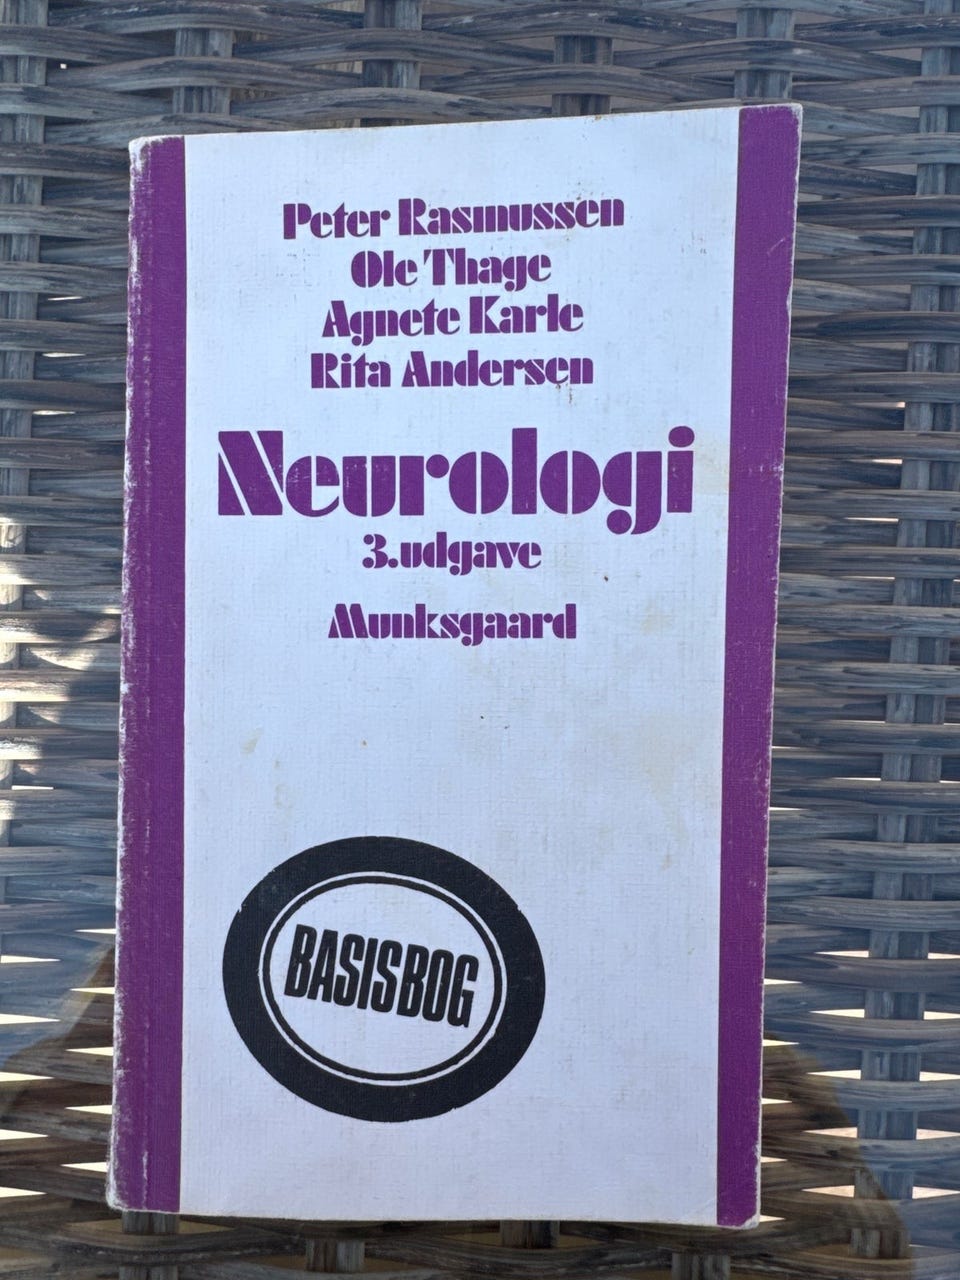 Peter Rasmussen
Ole Thage
Agnete Karle
Rita Andersen
Neurologi
3.udgave
Munksgaard
BASISBOG